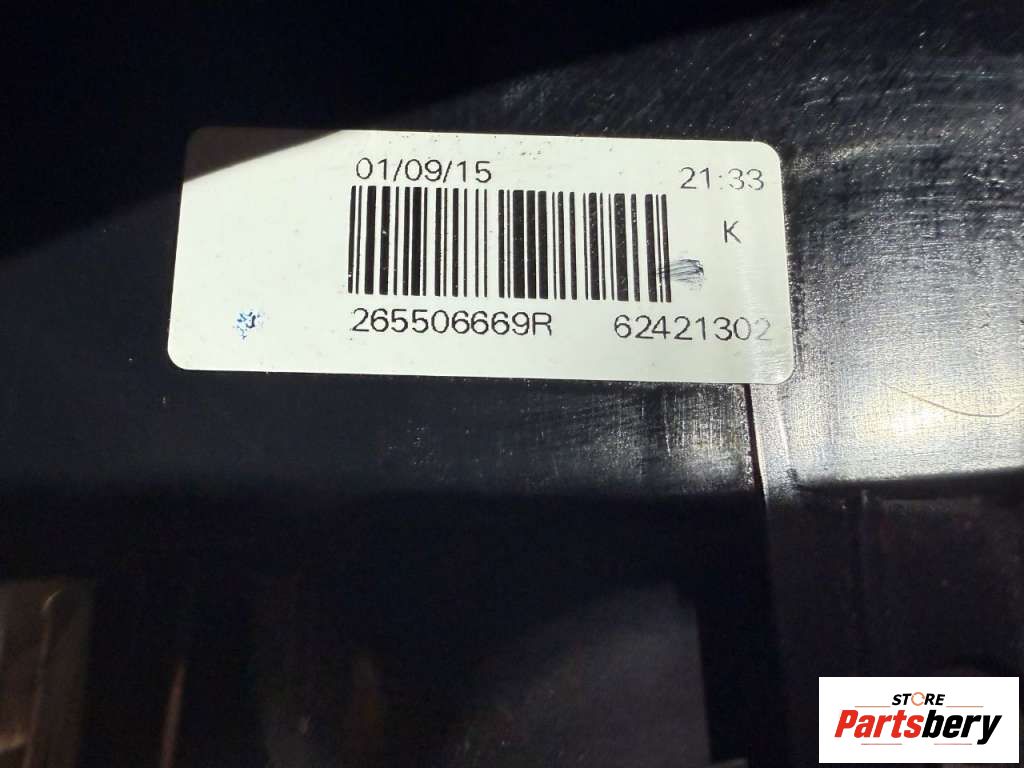 01/09/15 21:33
K
265506669R 62421302
STORE
Partsbery